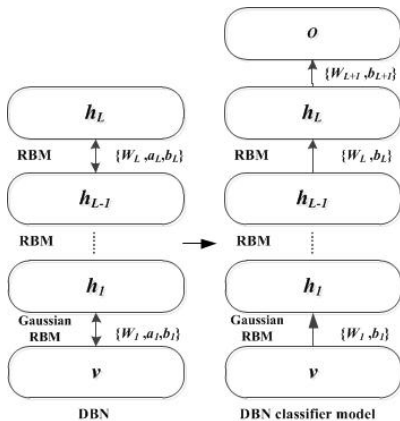 o
{W_{L+1}, b_{L+1}}
h_L
h_L
RBM
{W_L, a_L, b_L}
RBM
{W_L, b_L}
h_{L-1}
h_{L-1}
RBM
RBM
h_1
h_1
Gaussian
RBM
{W_1, a_1, b_1}
Gaussian
RBM
{W_1, b_1}
v
v
DBN
DBN classifier model